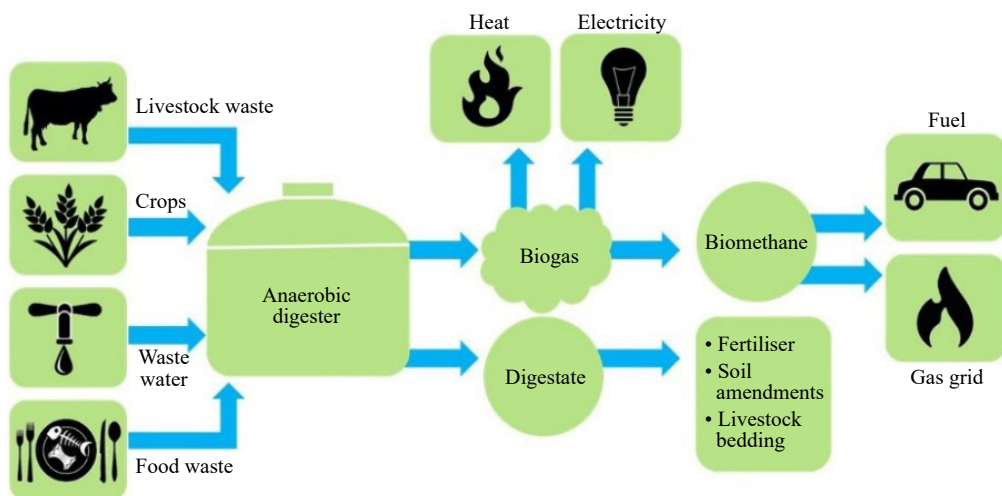 Heat
Electricity
Livestock waste
Fuel
Crops
Biogas
Biomethane
Anaerobic
digester
Waste
water
Digestate
• Fertiliser
• Soil
amendments
• Livestock
bedding
Gas grid
Food waste